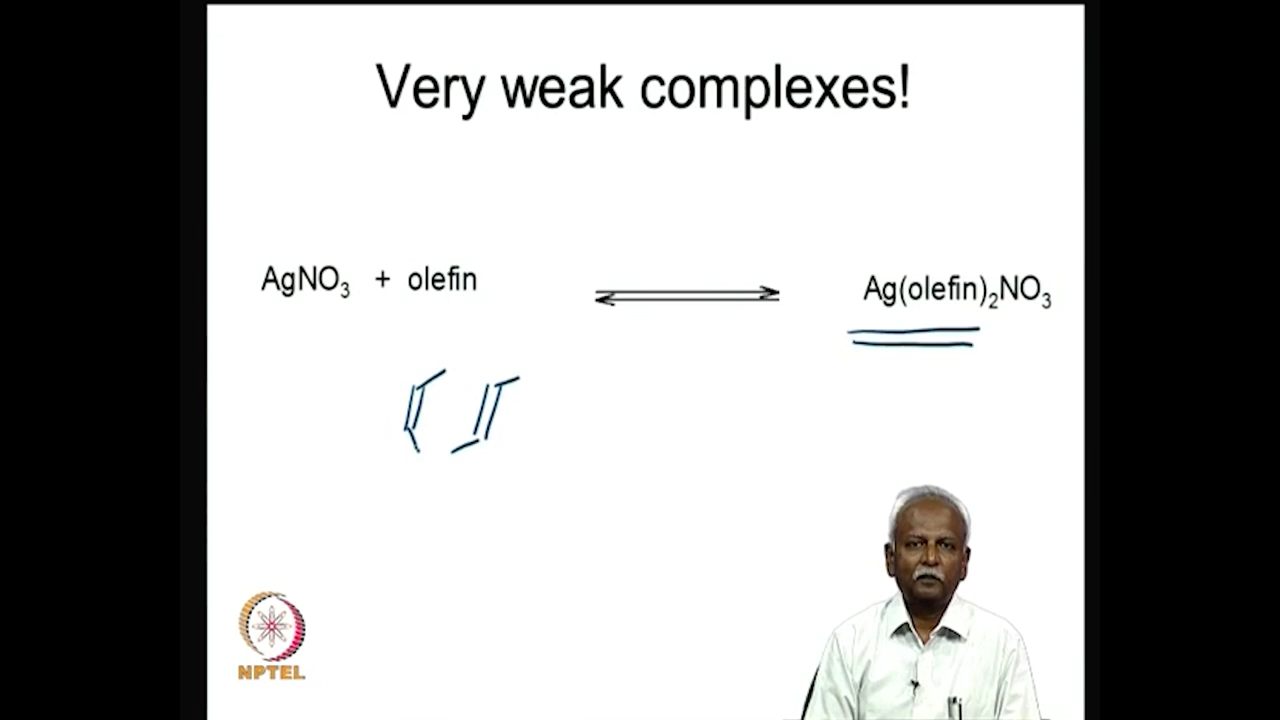 Very weak complexes!
AgNO₃ + olefin Ag(olefin)₂NO₃
NPTEL